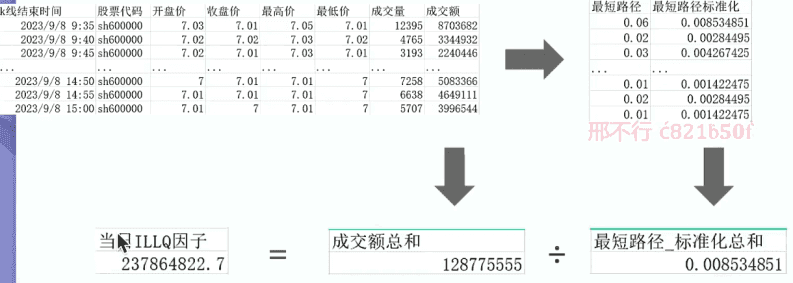 k线结束时间 股票代码 开盘价 收盘价 最高价 最低价 成交量 成交额
2023/9/8 9:35 sh600000 7.03 7.01 7.05 7.01 12395 8703682
2023/9/8 9:40 sh600000 7.02 7.02 7.03 7.02 4765 3344932
2023/9/8 9:45 sh600000 7.02 7.01 7.03 7.01 3193 2240446
... ... ... ... ... ... ... ...
2023/9/8 14:50 sh600000 7 7.01 7.01 7 7258 5083366
2023/9/8 14:55 sh600000 7.01 7.01 7.01 7 6638 4649111
2023/9/8 15:00 sh600000 7.01 7 7.01 7 5707 3996544
最短路径 最短路径标准化
0.06 0.008534851
0.02 0.00284495
0.03 0.004267425
... ...
0.01 0.001422475
0.02 0.00284495
0.01 0.001422475
邢不行 c821b50f
当日ILLQ因子 成交额总和 最短路径_标准化总和
237864822.7 = 128775555 ÷ 0.008534851